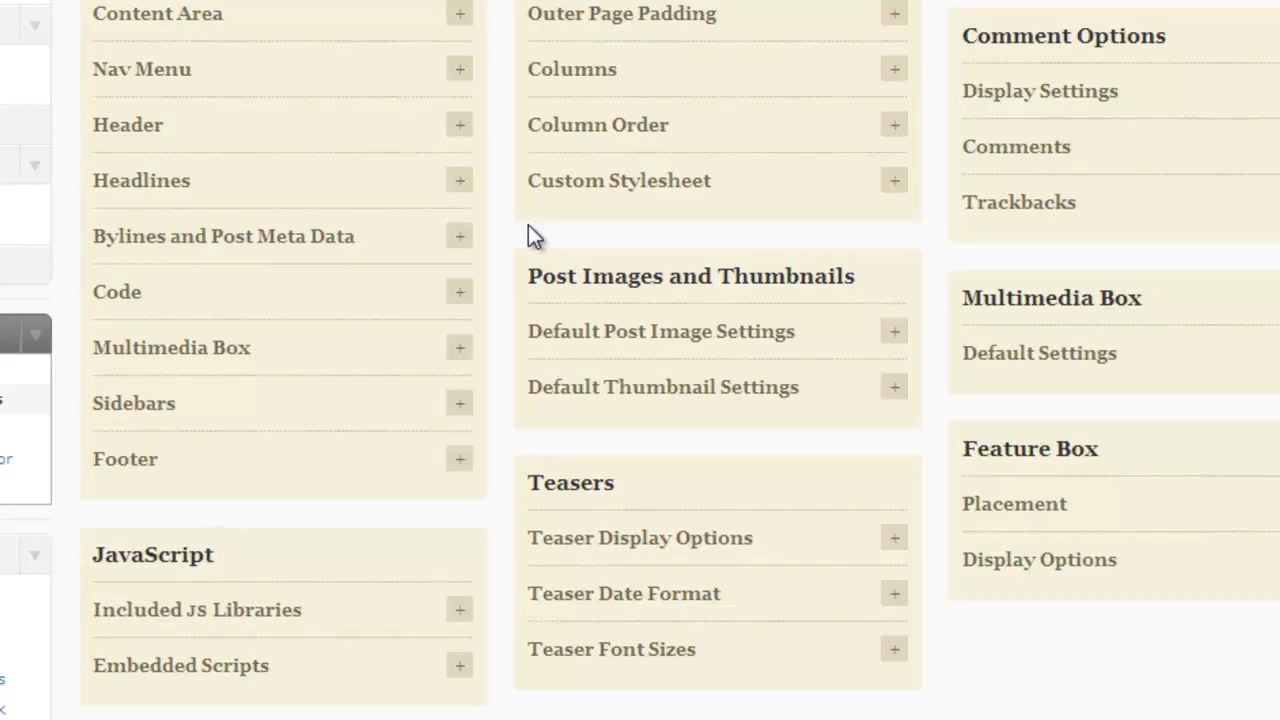 Content Area +
Nav Menu +
Header +
Headlines +
Bylines and Post Meta Data +
Code +
Multimedia Box +
Sidebars +
Footer +
JavaScript
Included JS Libraries +
Embedded Scripts +
Outer Page Padding +
Columns +
Column Order +
Custom Stylesheet +
Post Images and Thumbnails
Default Post Image Settings +
Default Thumbnail Settings +
Teasers
Teaser Display Options +
Teaser Date Format +
Teaser Font Sizes +
Comment Options
Display Settings
Comments
Trackbacks
Multimedia Box
Default Settings
Feature Box
Placement
Display Options